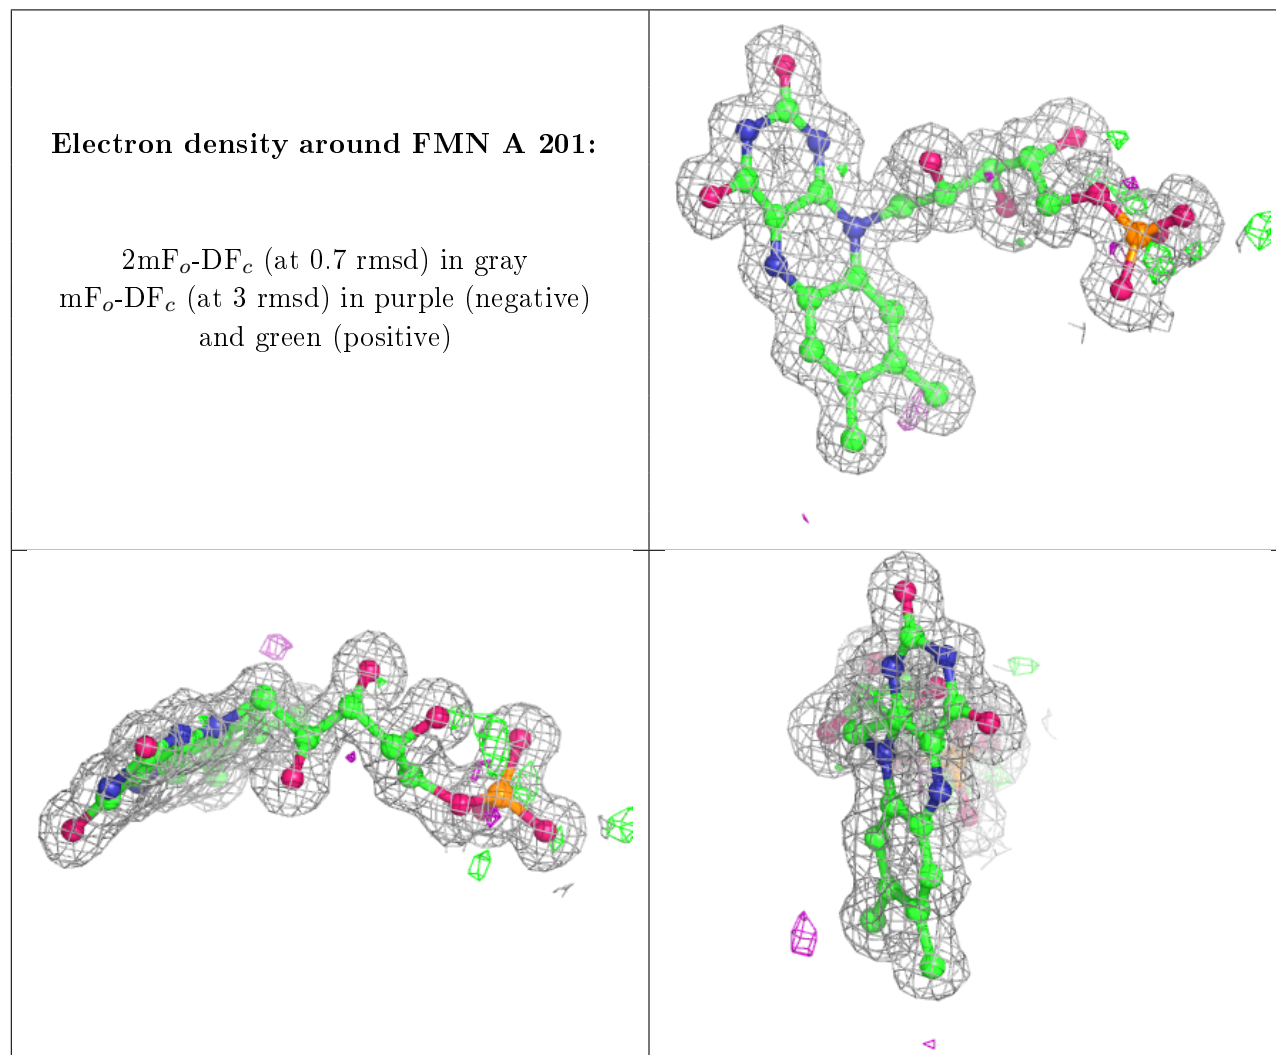 Electron density around FMN A 201:
2mFo-DFc (at 0.7 rmsd) in gray
mFo-DFc (at 3 rmsd) in purple (negative)
and green (positive)